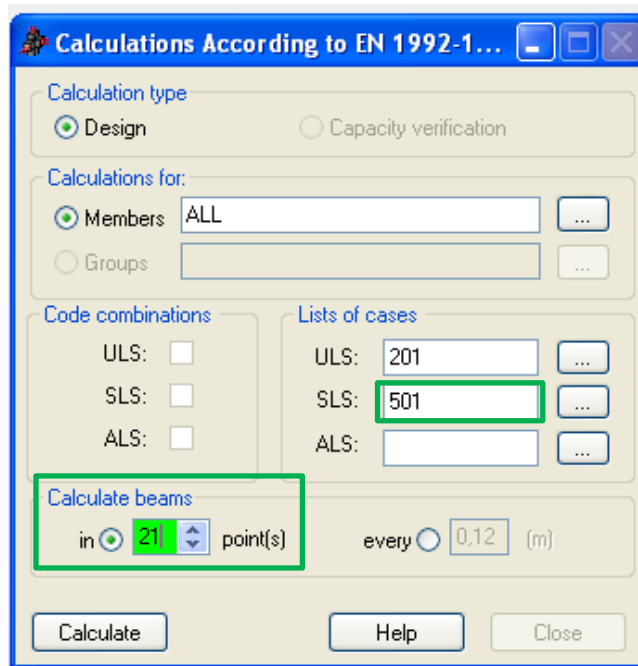 Calculations According to EN 1992-1...
Calculation type
Design Capacity verification
Calculations for:
Members ALL ...
Groups ...
Code combinations Lists of cases
ULS: ULS: 201 ...
SLS: SLS: 501 ...
ALS: ALS: ...
Calculate beams
in 21 point(s) every 0,12 (m)
Calculate Help Close